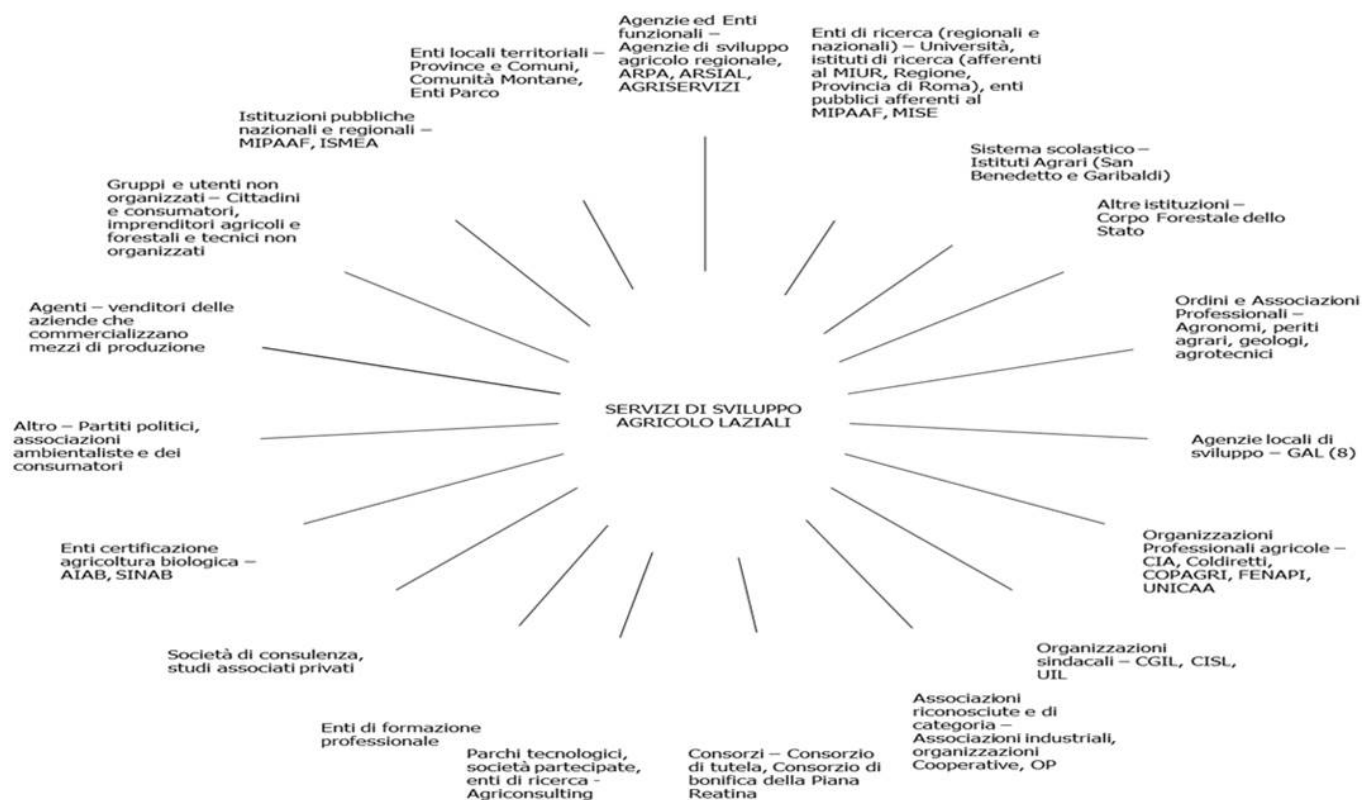 Agenzie ed Enti
funzionali –
Agenzie di sviluppo
agricolo regionale,
ARPA, ARSIAL,
AGRISERVIZI
Enti di ricerca (regionali e
nazionali) – Università,
istituti di ricerca (afferenti
al MIUR, Regione,
Provincia di Roma), enti
pubblici afferenti al
MIPAAF, MISE
Sistema scolastico –
Istituti Agrari (San
Benedetto e Garibaldi)
Altre istituzioni –
Corpo Forestale dello
Stato
Ordini e Associazioni
Professionali –
Agronomi, periti
agrari, geologi,
agrotecnici
Agenzie locali di
sviluppo – GAL (8)
Organizzazioni
Professionali agricole –
CIA, Coldiretti,
COPAGRI, FENAPI,
UNICAA
Organizzazioni
sindacali – CGIL, CISL,
UIL
Associazioni
riconosciute e di
categoria –
Associazioni industriali,
organizzazioni
Cooperative, OP
Consorzi – Consorzio
di tutela, Consorzio di
bonifica della Piana
Reatina
Parchi tecnologici,
società partecipate,
enti di ricerca -
Agriconsulting
Enti di formazione
professionale
Società di consulenza,
studi associati privati
Enti certificazione
agricoltura biologica –
AIAB, SINAB
Altro – Partiti politici,
associazioni
ambientaliste e dei
consumatori
Agenti – venditori delle
aziende che
commercializzano
mezzi di produzione
Gruppi e utenti non
organizzati – Cittadini
e consumatori,
imprenditori agricoli e
forestali e tecnici non
organizzati
Istituzioni pubbliche
nazionali e regionali –
MIPAAF, ISMEA
Enti locali territoriali –
Province e Comuni,
Comunità Montane,
Enti Parco
SERVIZI DI SVILUPPO
AGRICOLO LAZIALI